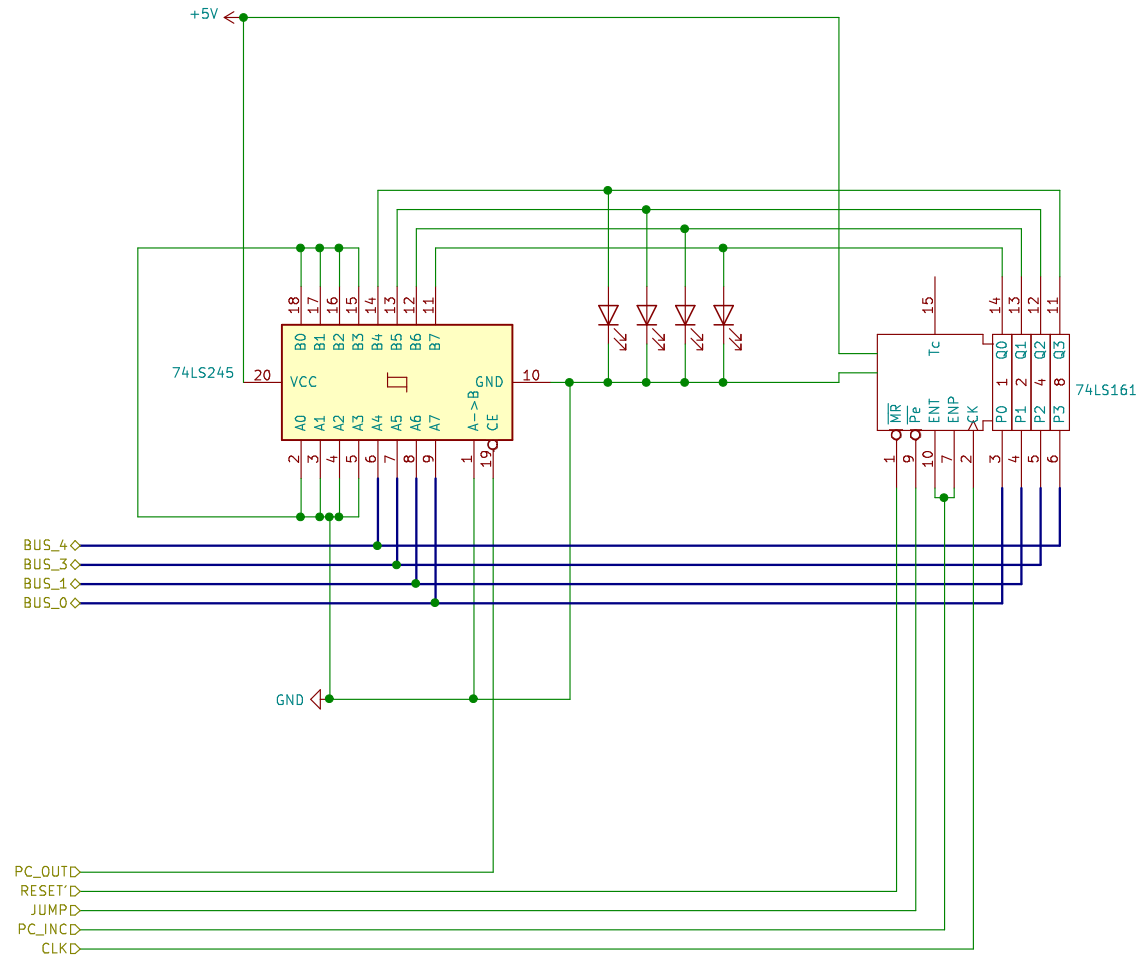 +5V
18 17 16 15 14 13 12 11
15
14 13 12 11
B0 B1 B2 B3 B4 B5 B6 B7
Tc
Q0 Q1 Q2 Q3
74LS245
20
VCC
GND
10
1 2 4 8
74LS161
A0 A1 A2 A3 A4 A5 A6 A7 A->B CE
MR Pe ENT ENP CK
P0 P1 P2 P3
2 3 4 5 6 7 8 9 1 19
1 9 10 7 2 3 4 5 6
BUS_4
BUS_3
BUS_1
BUS_0
GND
PC_OUT
RESET'
JUMP
PC_INC
CLK